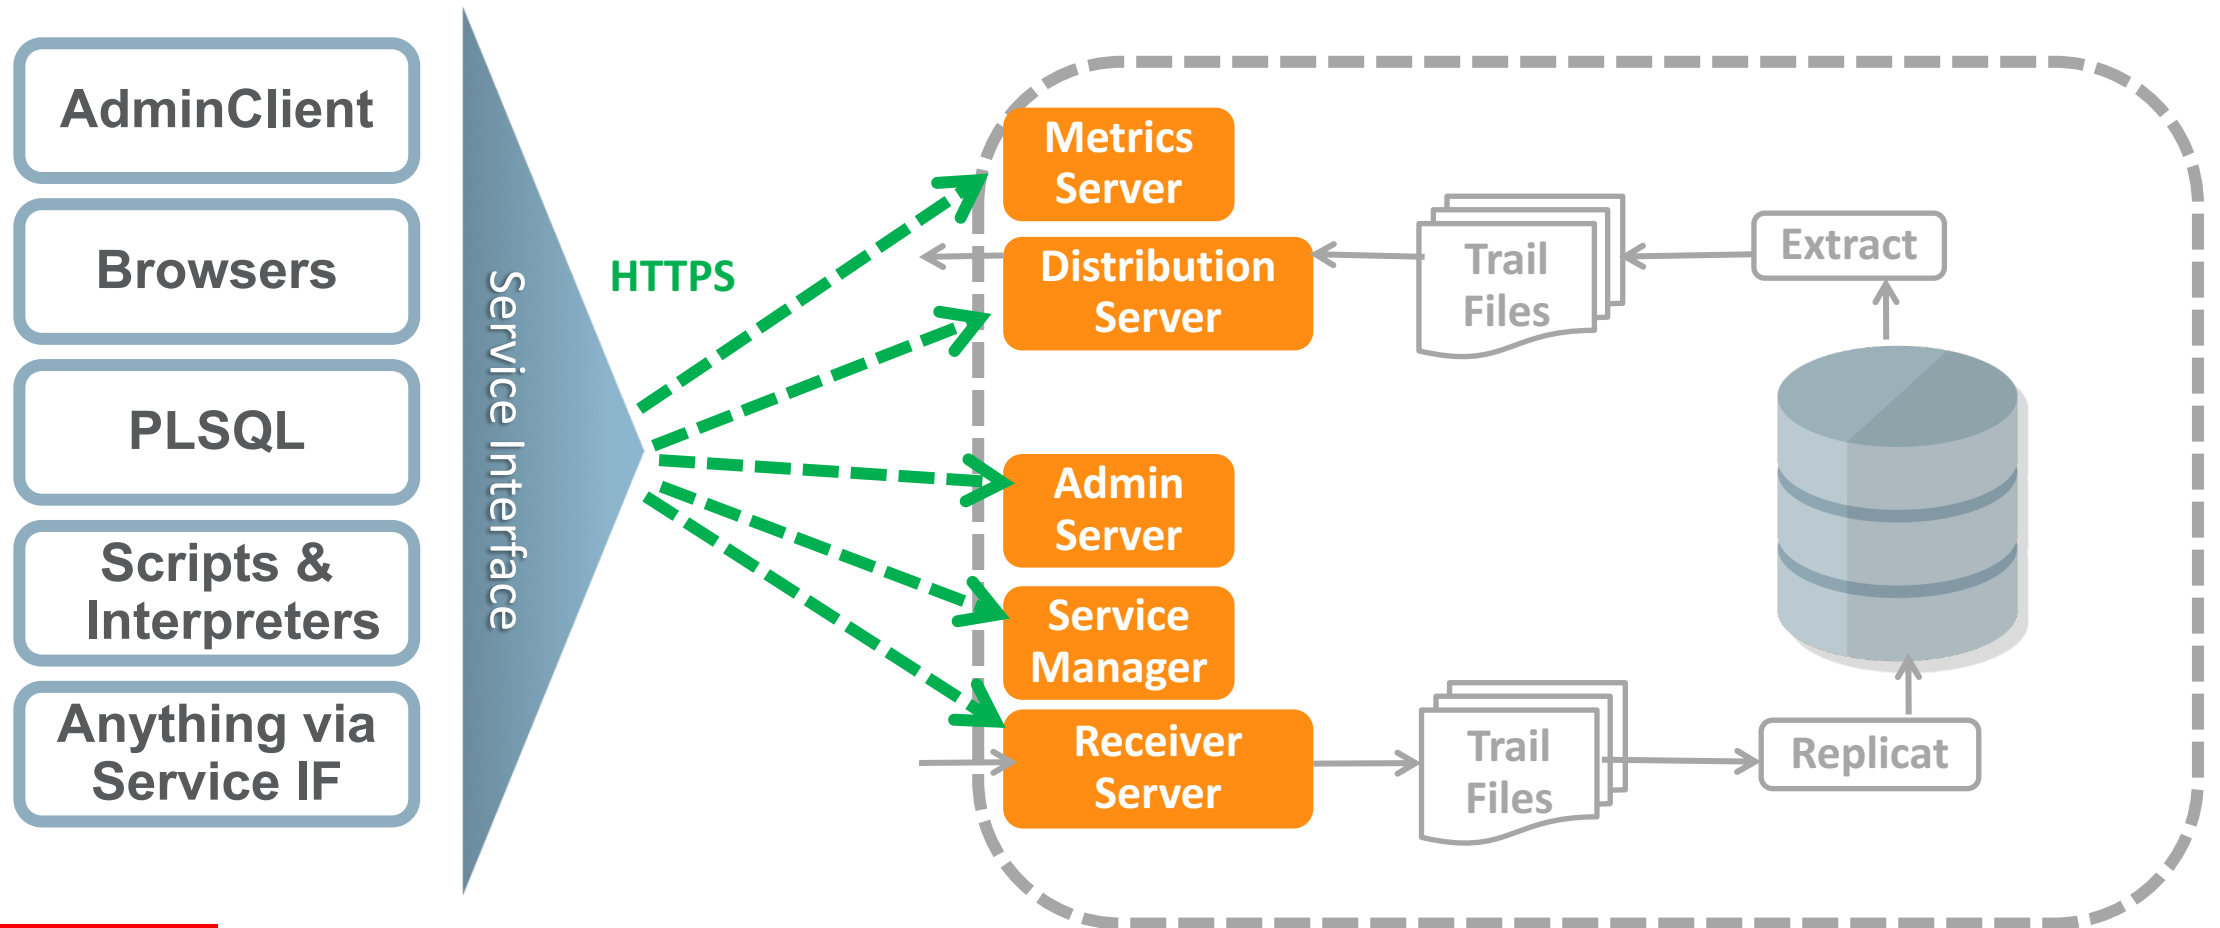 AdminClient
Browsers
PLSQL
Scripts &
Interpreters
Anything via
Service IF
Service Interface
HTTPS
Metrics
Server
Distribution
Server
Admin
Server
Service
Manager
Receiver
Server
Trail
Files
Extract
Trail
Files
Replicat